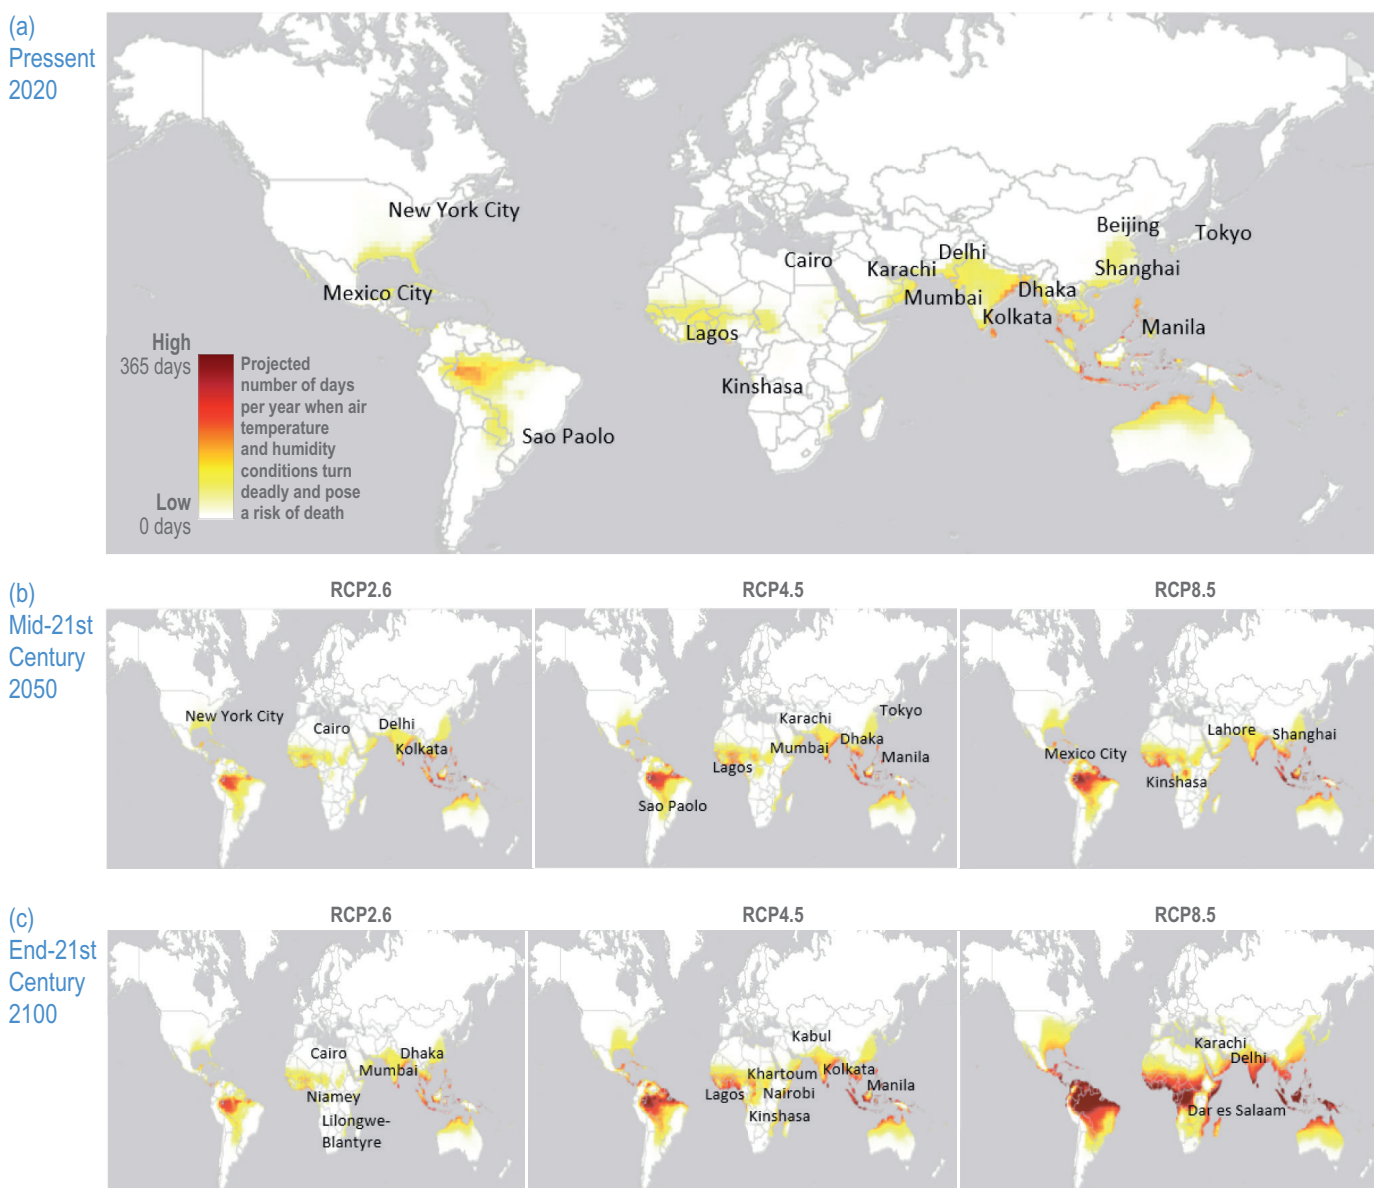 (a)
Pressent
2020
New York City
Mexico City
Sao Paolo
Lagos
Kinshasa
Cairo
Karachi
Delhi
Mumbai
Dhaka
Kolkata
Beijing
Tokyo
Shanghai
Manila
High
365 days
Low
0 days
Projected
number of days
per year when air
temperature
and humidity
conditions turn
deadly and pose
a risk of death
(b)
Mid-21st
Century
2050
RCP2.6
New York City
Cairo
Delhi
Kolkata
RCP4.5
Karachi
Tokyo
Mumbai
Dhaka
Manila
Lagos
Sao Paolo
RCP8.5
Lahore
Shanghai
Mexico City
Kinshasa
(c)
End-21st
Century
2100
RCP2.6
Cairo
Dhaka
Mumbai
Niamey
Lilongwe-
Blantyre
RCP4.5
Kabul
Khartoum
Kolkata
Lagos
Nairobi
Manila
Kinshasa
RCP8.5
Karachi
Delhi
Dar es Salaam